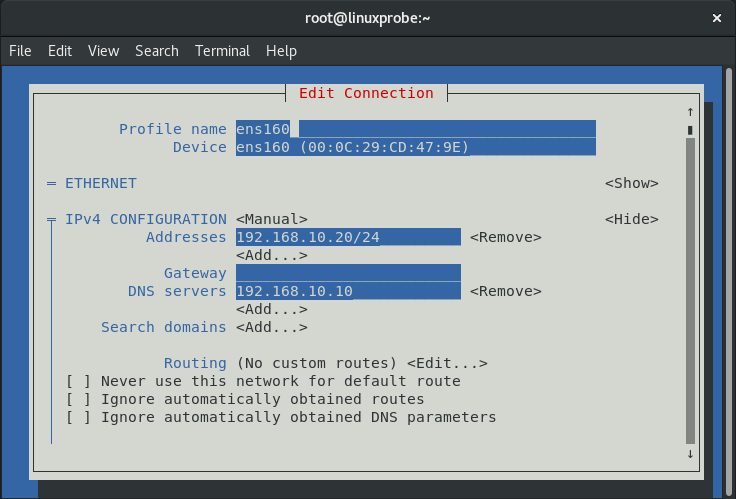 root@linuxprobe:~ ×
File Edit View Search Terminal Help
Edit Connection
↑
Profile name ens160
Device ens160 (00:0C:29:CD:47:9E)
= ETHERNET <Show>
= IPv4 CONFIGURATION <Manual> <Hide>
Addresses 192.168.10.20/24 <Remove>
<Add...>
Gateway
DNS servers 192.168.10.10 <Remove>
<Add...>
Search domains <Add...>
Routing (No custom routes) <Edit...>
[ ] Never use this network for default route
[ ] Ignore automatically obtained routes
[ ] Ignore automatically obtained DNS parameters
↓